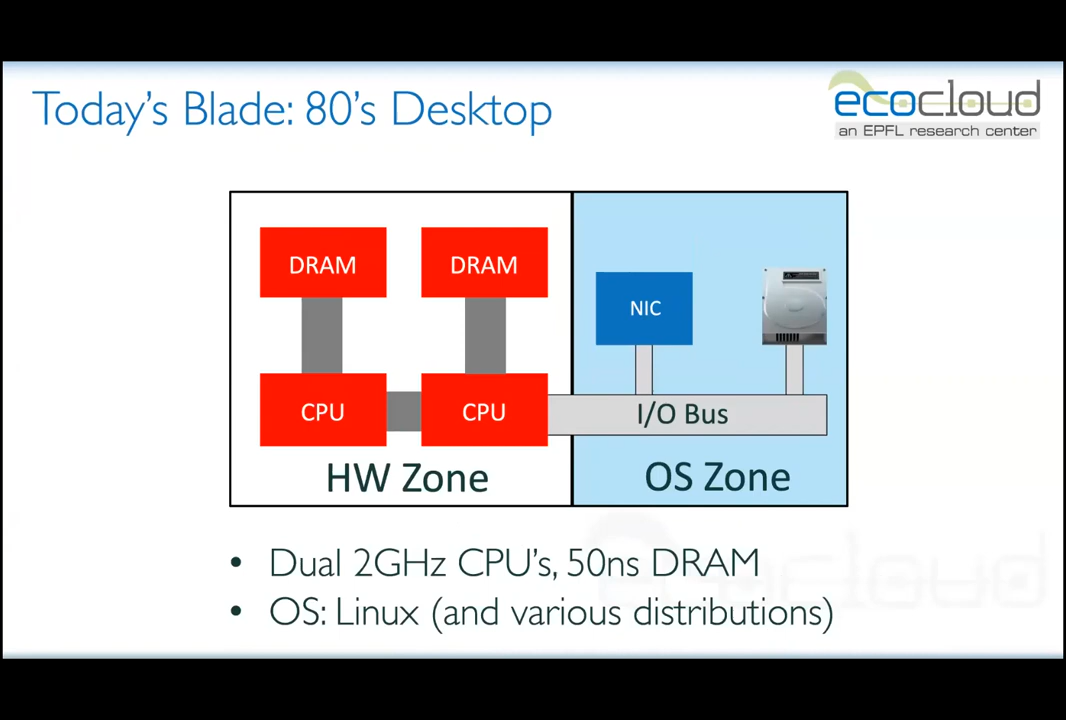 Today's Blade: 80's Desktop
ecocloud
an EPFL research center
DRAM
DRAM
NIC
CPU
CPU
I/O Bus
HW Zone
OS Zone
• Dual 2GHz CPU's, 50ns DRAM
• OS: Linux (and various distributions)
ecocloud